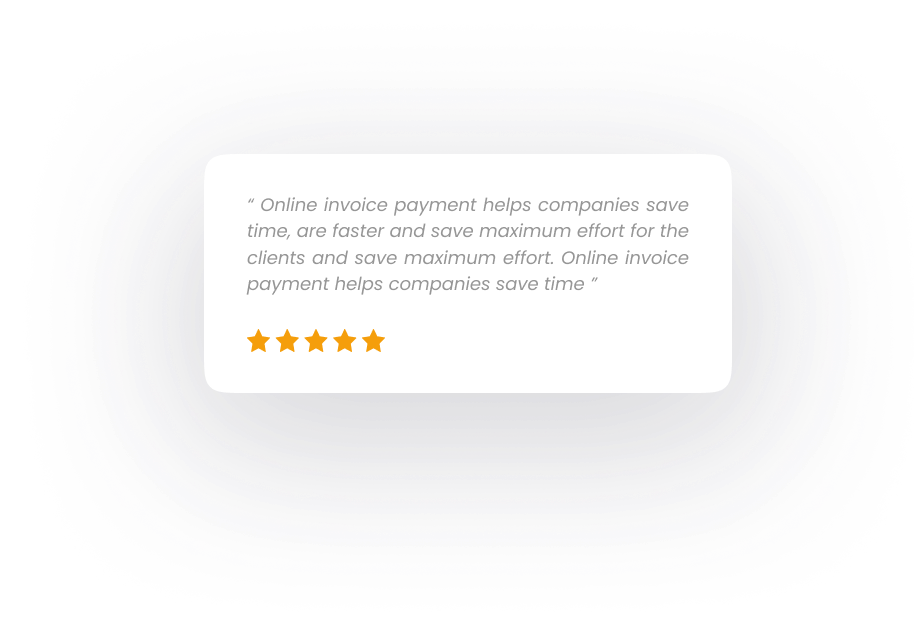 “ Online invoice payment helps companies save
time, are faster and save maximum effort for the
clients and save maximum effort. Online invoice
payment helps companies save time ”